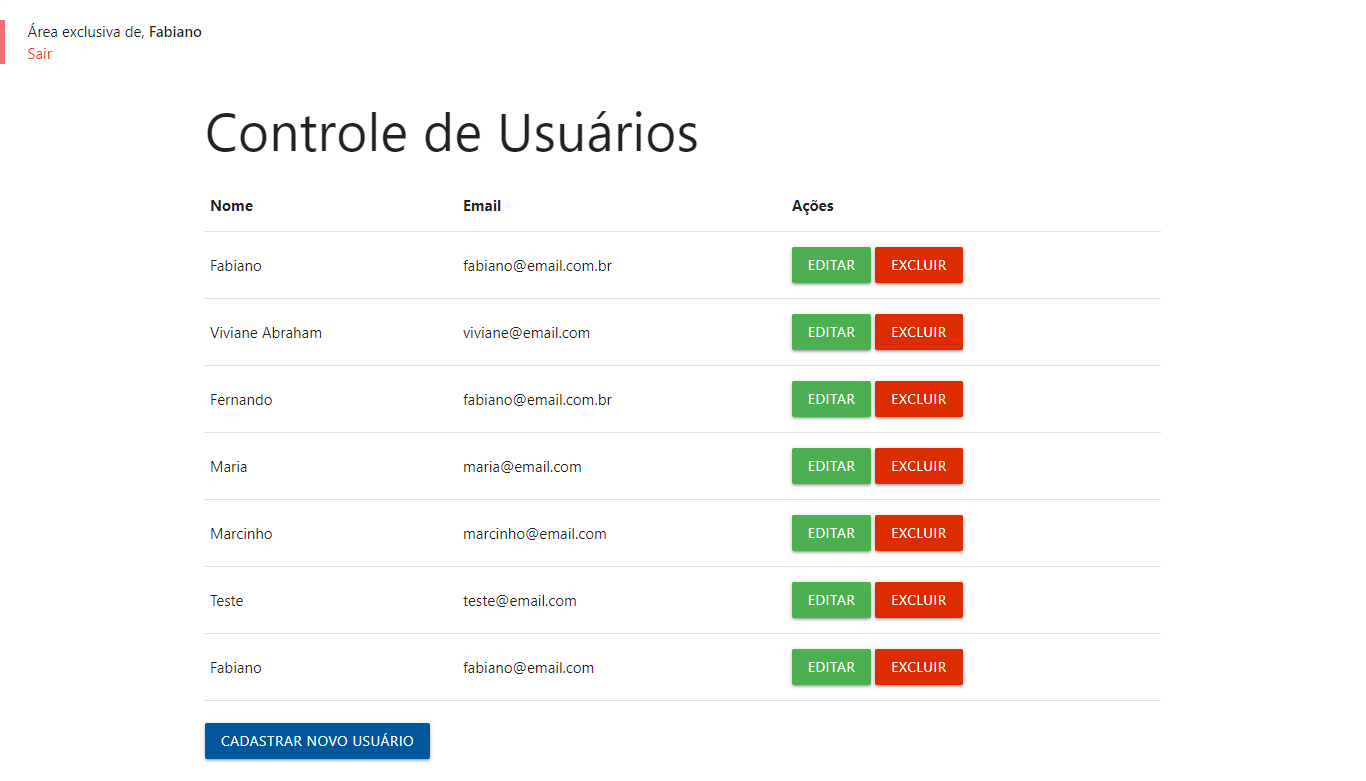 Área exclusiva de, Fabiano
Sair
Controle de Usuários
Nome Email Ações
Fabiano fabiano@email.com.br EDITAR EXCLUIR
Viviane Abraham viviane@email.com EDITAR EXCLUIR
Fernando fabiano@email.com.br EDITAR EXCLUIR
Maria maria@email.com EDITAR EXCLUIR
Marcinho marcinho@email.com EDITAR EXCLUIR
Teste teste@email.com EDITAR EXCLUIR
Fabiano fabiano@email.com EDITAR EXCLUIR
CADASTRAR NOVO USUÁRIO